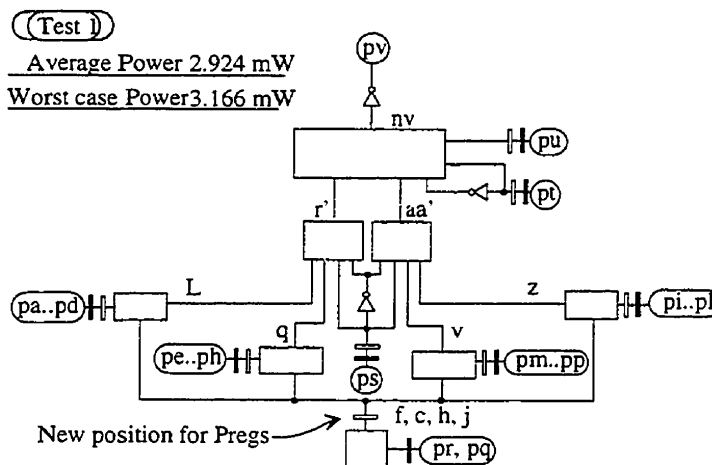 Test 1
Average Power 2.924 mW
Worst case Power3.166 mW
pv
nv
pu
pt
r'
aa'
L
z
pa..pd
pi..pl
q
v
pe..ph
pm..pp
ps
f, c, h, j
New position for Pregs
pr, pq